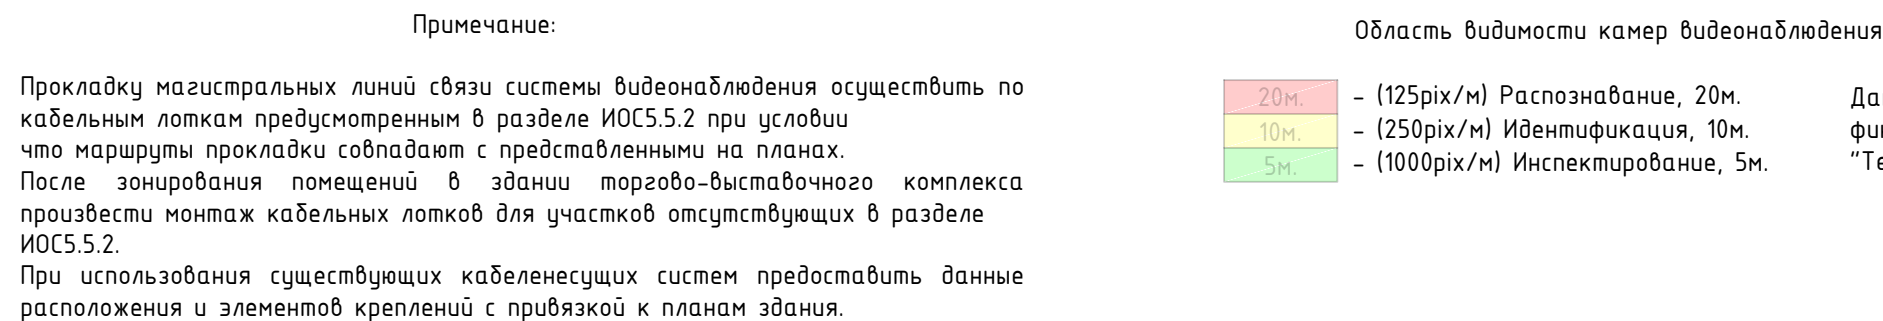 Примечание:
Прокладку магистральных линий связи системы видеонаблюдения осуществить по
кабельным лоткам предусмотренным в разделе ИОС5.5.2 при условии
что маршруты прокладки совпадают с представленными на планах.
После зонирования помещений в здании торгово-выставочного комплекса
произвести монтаж кабельных лотков для участков отсутствующих в разделе
ИОС5.5.2.
При использования существующих кабеленесущих систем предоставить данные
расположения и элементов креплений с привязкой к планам здания.
Область видимости камер видеонаблюдения
20м. - (125pix/м) Распознавание, 20м.
10м. - (250pix/м) Идентификация, 10м.
5м. - (1000pix/м) Инспектирование, 5м.